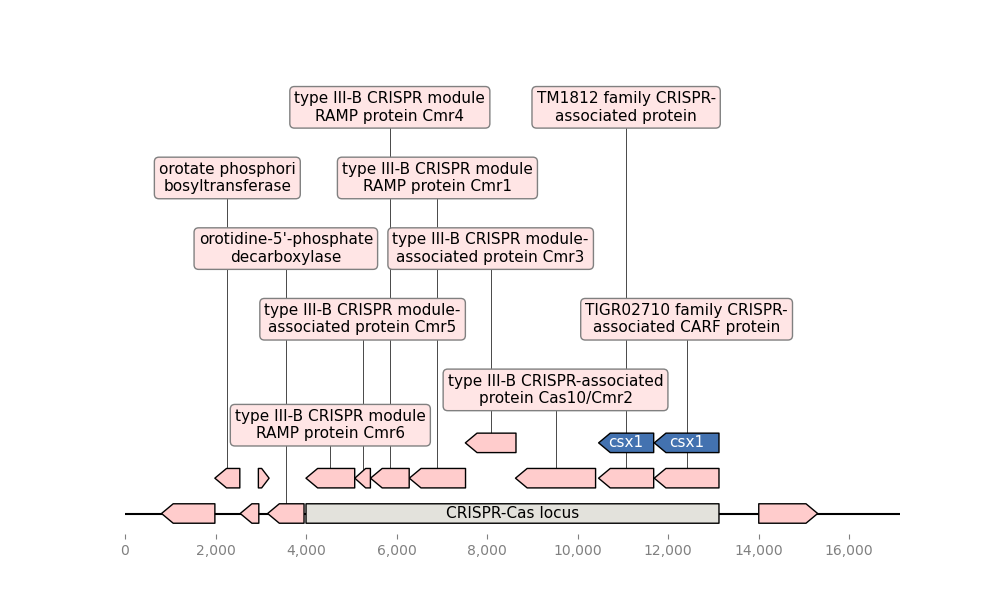 type III-B CRISPR module
RAMP protein Cmr4
TM1812 family CRISPR-
associated protein
orotate phosphori
bosyltransferase
type III-B CRISPR module
RAMP protein Cmr1
orotidine-5'-phosphate
decarboxylase
type III-B CRISPR module-
associated protein Cmr3
type III-B CRISPR module-
associated protein Cmr5
TIGR02710 family CRISPR-
associated CARF protein
type III-B CRISPR-associated
protein Cas10/Cmr2
type III-B CRISPR module
RAMP protein Cmr6
csx1 csx1
CRISPR-Cas locus
0 2,000 4,000 6,000 8,000 10,000 12,000 14,000 16,000